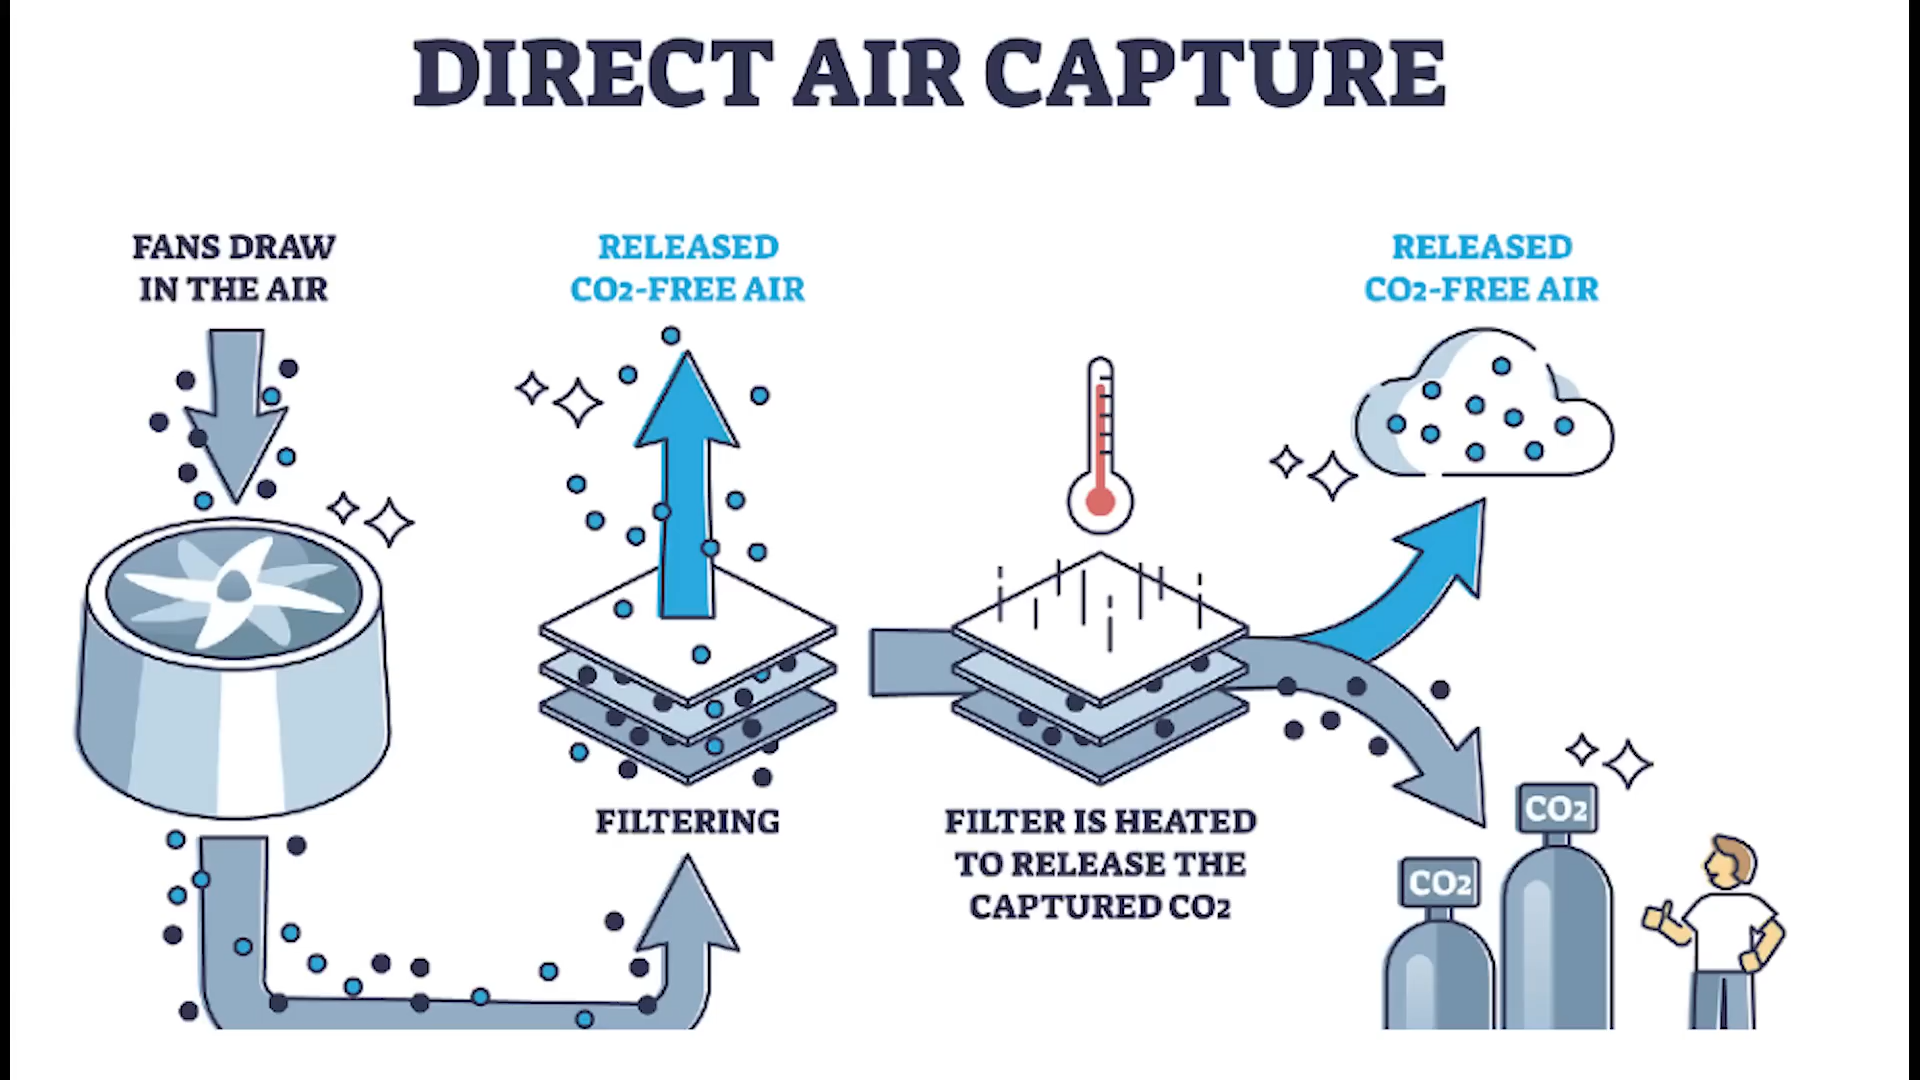 DIRECT AIR CAPTURE
FANS DRAW
IN THE AIR
RELEASED
CO2-FREE AIR
RELEASED
CO2-FREE AIR
FILTERING
FILTER IS HEATED
TO RELEASE THE
CAPTURED CO2
CO2
CO2